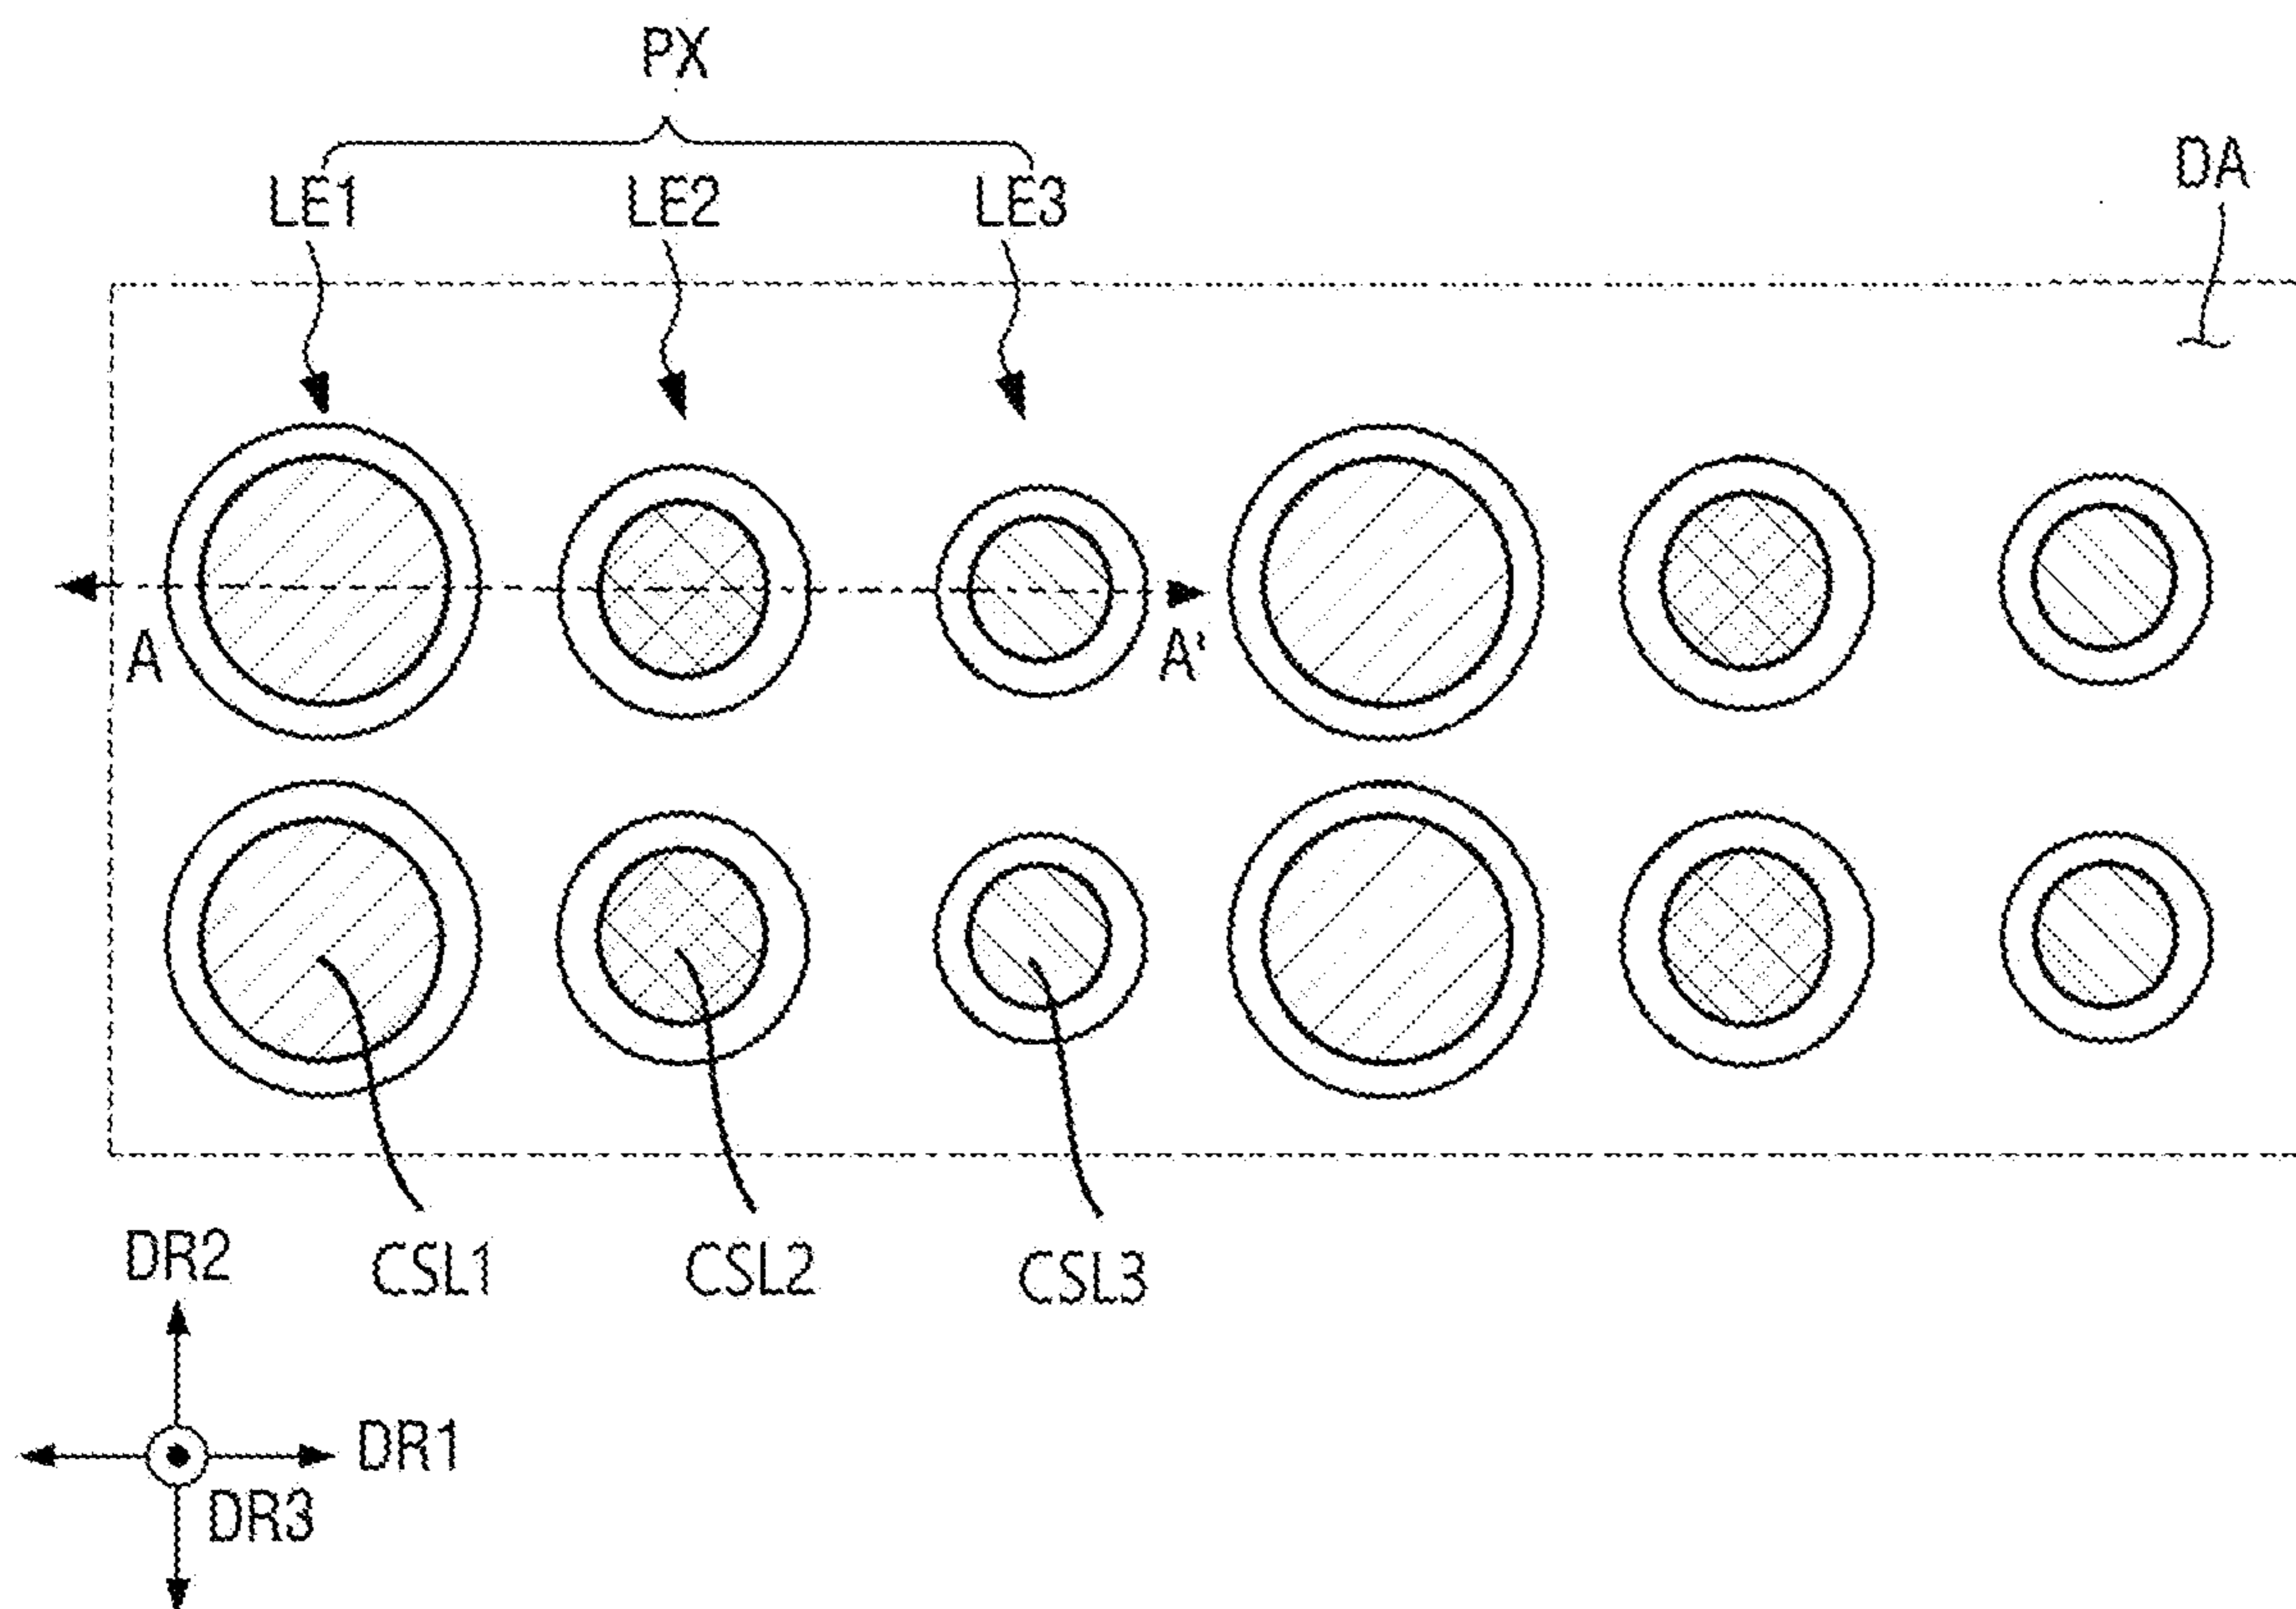 PX
LE1 LE2 LE3 DA
A A'
CSL1 CSL2 CSL3
DR2
DR1
DR3